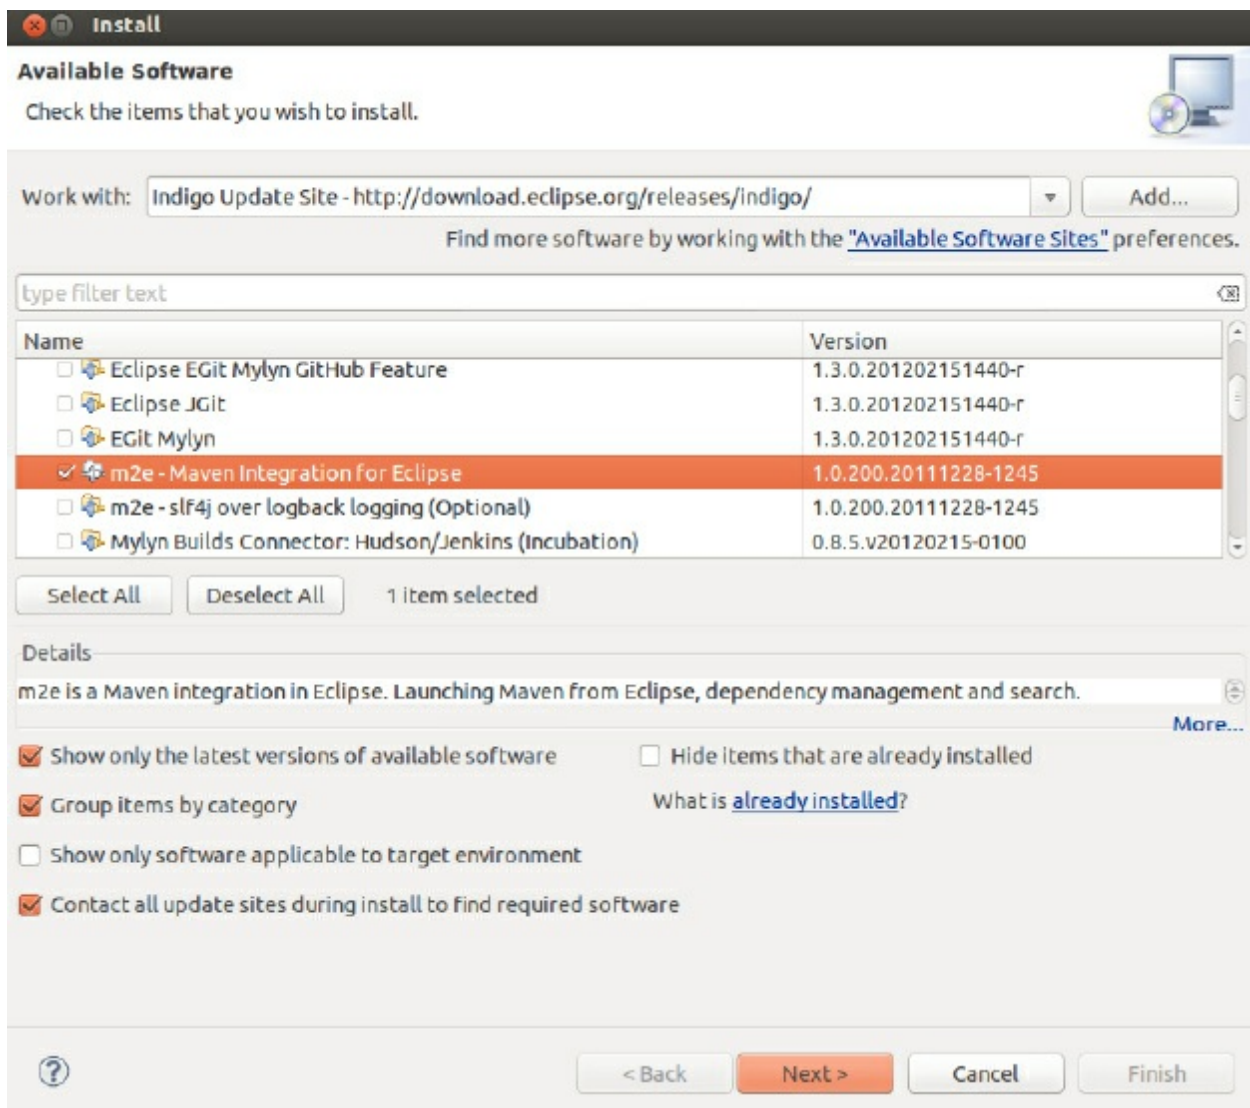 Install
Available Software
Check the items that you wish to install.
Work with: Indigo Update Site - http://download.eclipse.org/releases/indigo/ Add...
Find more software by working with the "Available Software Sites" preferences.
type filter text
Name Version
Eclipse EGit Mylyn GitHub Feature 1.3.0.201202151440-r
Eclipse JGit 1.3.0.201202151440-r
EGit Mylyn 1.3.0.201202151440-r
m2e - Maven Integration for Eclipse 1.0.200.20111228-1245
m2e - slf4j over logback logging (Optional) 1.0.200.20111228-1245
Mylyn Builds Connector: Hudson/Jenkins (Incubation) 0.8.5.v20120215-0100
Select All Deselect All 1 item selected
Details
m2e is a Maven integration in Eclipse. Launching Maven from Eclipse, dependency management and search.
More...
Show only the latest versions of available software Hide items that are already installed
Group items by category What is already installed?
Show only software applicable to target environment
Contact all update sites during install to find required software
? < Back Next > Cancel Finish